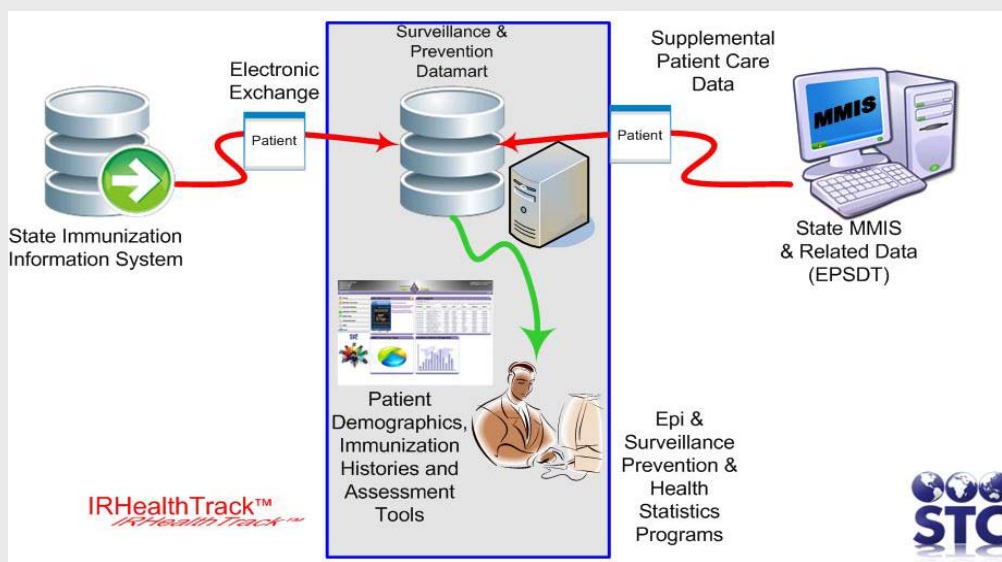 Surveillance &
Prevention
Datamart
Electronic
Exchange
Supplemental
Patient Care
Data
Patient
Patient
MMIS
State Immunization
Information System
State MMIS
& Related Data
(EPSDT)
Patient
Demographics,
Immunization
Histories and
Assessment
Tools
Epi &
Surveillance
Prevention &
Health
Statistics
Programs
IRHealthTrack™
IRHealthTrack™
STC